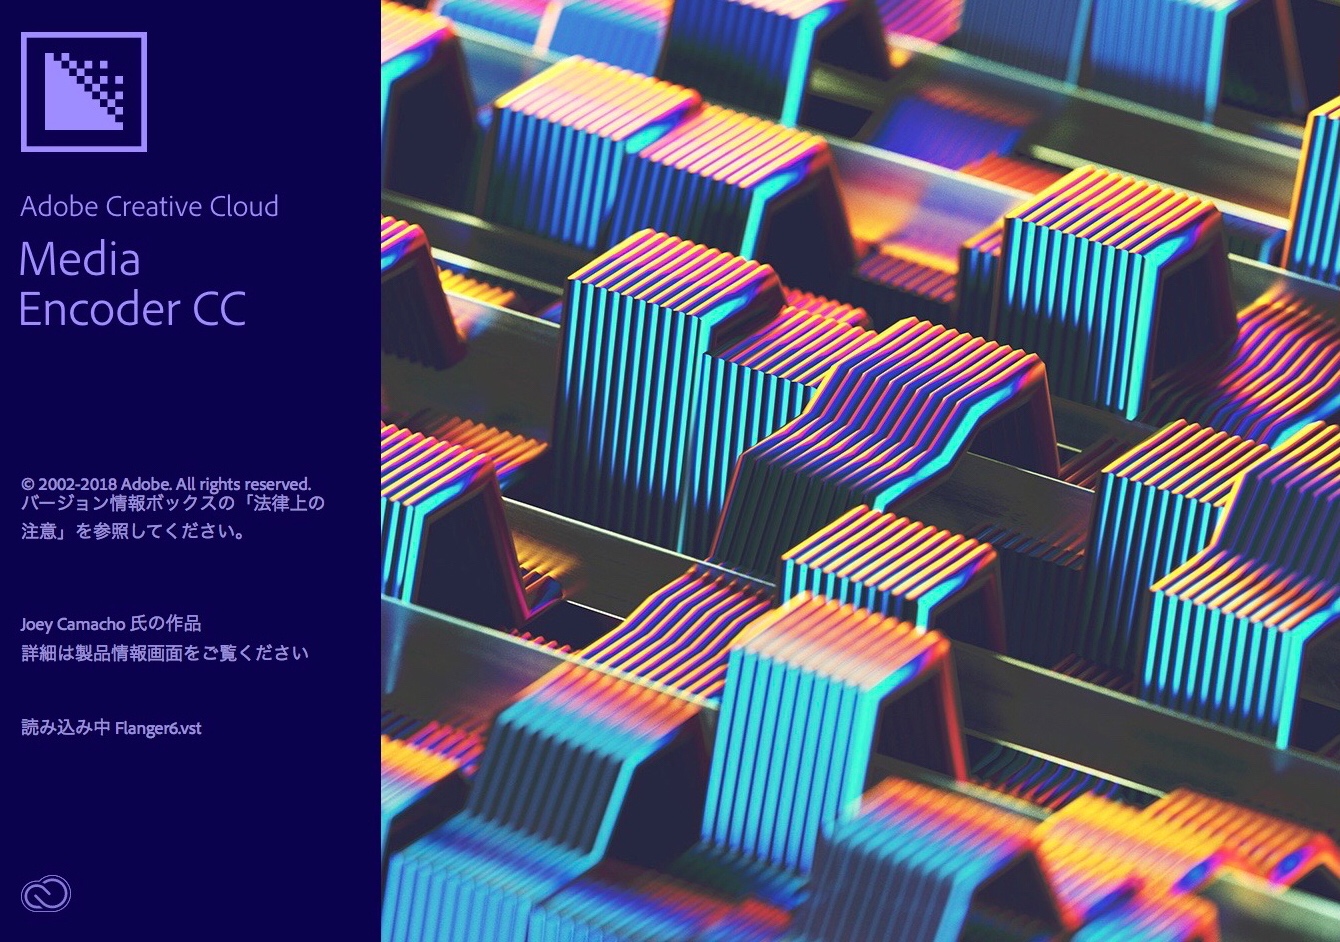 Adobe Creative Cloud
Media
Encoder CC
© 2002-2018 Adobe. All rights reserved.
バージョン情報ボックスの「法律上の
注意」を参照してください。
Joey Camacho 氏の作品
詳細は製品情報画面をご覧ください
読み込み中 Flanger6.vst